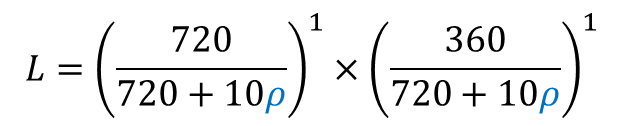 L = (720 / (720 + 10ρ))^1 × (360 / (720 + 10ρ))^1